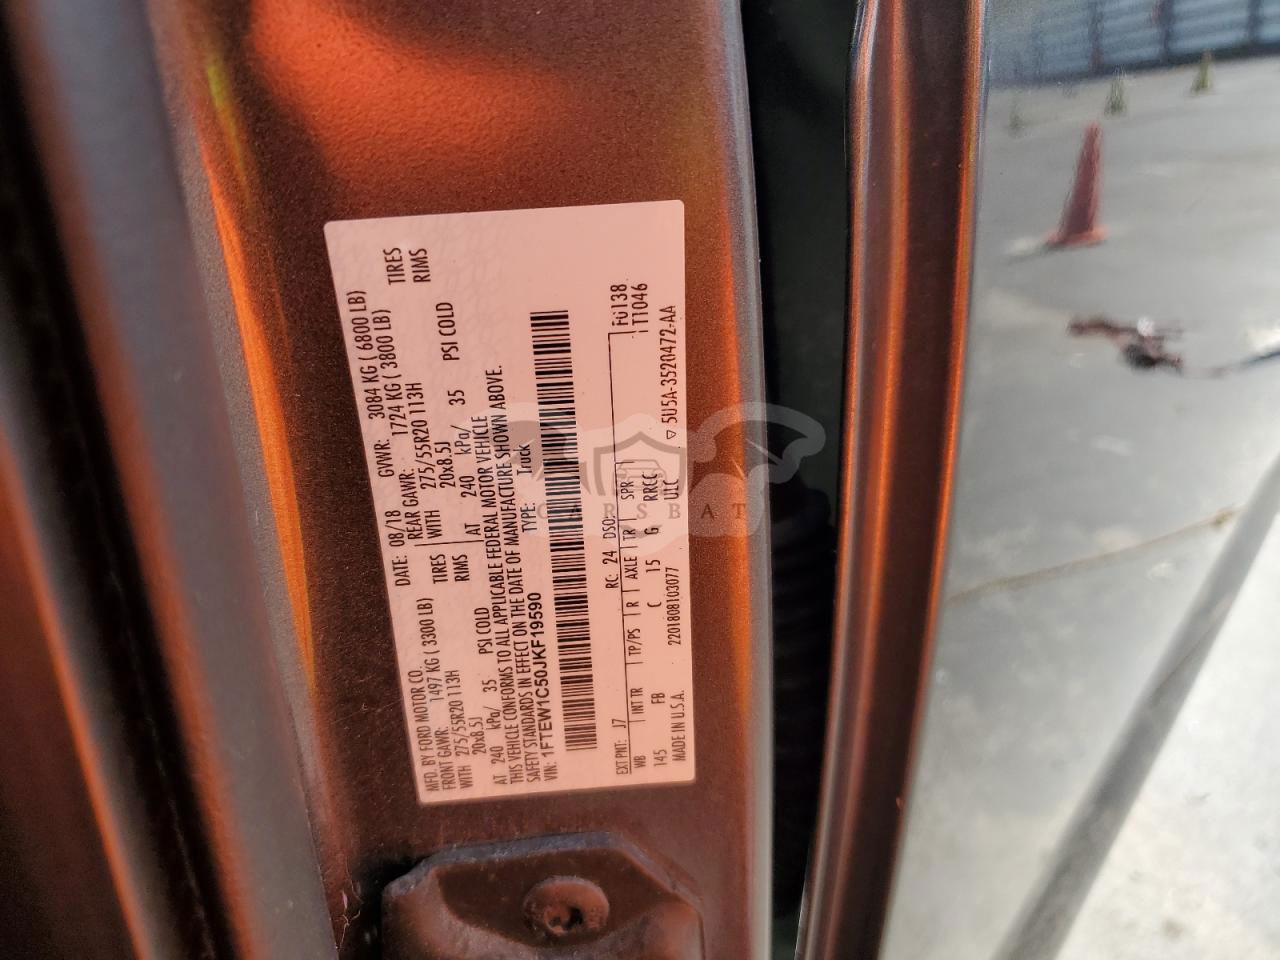 MFD. BY FORD MOTOR CO.
DATE: 08/18 GVWR: 3084 KG ( 6800 LB)
FRONT GAWR: 1497 KG ( 3300 LB) REAR GAWR: 1724 KG ( 3800 LB)
WITH 275/55R20 113H TIRES WITH 275/55R20 113H TIRES
20x8.5J RIMS 20x8.5J RIMS
AT 240 kPa/ 35 PSI COLD AT 240 kPa/ 35 PSI COLD
THIS VEHICLE CONFORMS TO ALL APPLICABLE FEDERAL MOTOR VEHICLE
SAFETY STANDARDS IN EFFECT ON THE DATE OF MANUFACTURE SHOWN ABOVE.
VIN: 1FTEW1C50JKF19590 TYPE: Truck
EXT PNT: J7 RC: 24 DSO: F0138
WB INT TR TP/PS R AXLE TR SPR T1046
145 FB C 15 G RRCC
MADE IN U.S.A. 2201808103077 UTC ▽ 5U5A-3520472-AA
CARSBAT